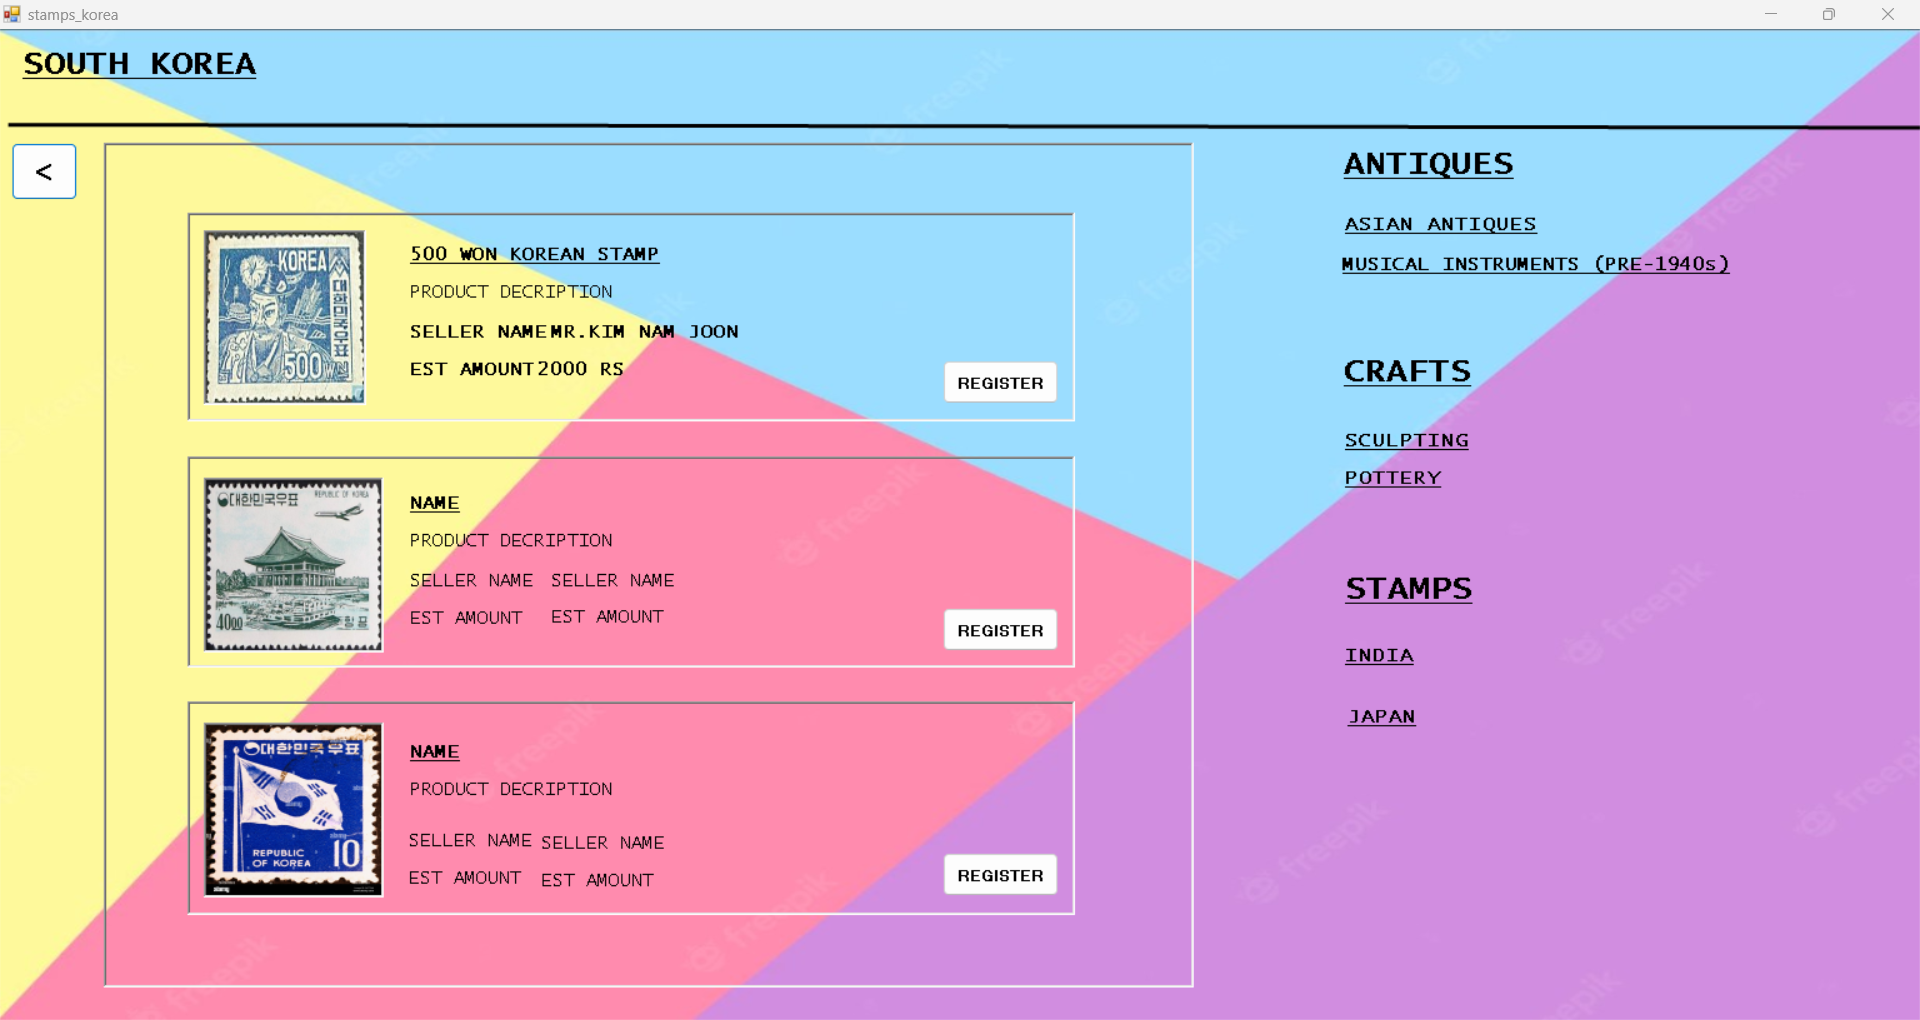 stamps_korea
SOUTH KOREA
<
KOREA
대한민국우표
500 WN
500 WON KOREAN STAMP
PRODUCT DECRIPTION
SELLER NAME MR.KIM NAM JOON
EST AMOUNT 2000 RS
REGISTER
대한민국우표 REPUBLIC OF KOREA
40.00
NAME
PRODUCT DECRIPTION
SELLER NAME SELLER NAME
EST AMOUNT EST AMOUNT
REGISTER
대한민국우표
REPUBLIC
OF KOREA
10
NAME
PRODUCT DECRIPTION
SELLER NAME SELLER NAME
EST AMOUNT EST AMOUNT
REGISTER
ANTIQUES
ASIAN ANTIQUES
MUSICAL INSTRUMENTS (PRE-1940s)
CRAFTS
SCULPTING
POTTERY
STAMPS
INDIA
JAPAN
freepik